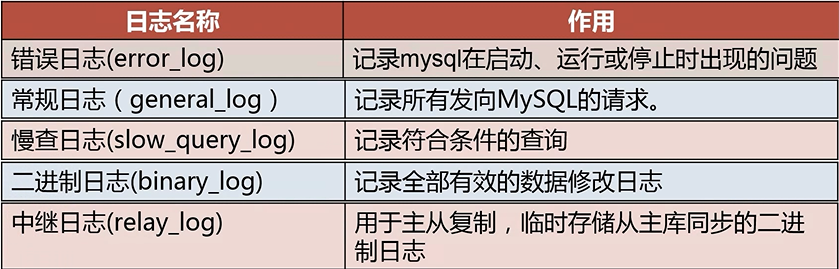 日志名称 作用
错误日志(error_log) 记录mysql在启动、运行或停止时出现的问题
常规日志（general_log） 记录所有发向MySQL的请求。
慢查日志(slow_query_log) 记录符合条件的查询
二进制日志(binary_log) 记录全部有效的数据修改日志
中继日志(relay_log) 用于主从复制，临时存储从主库同步的二进
制日志